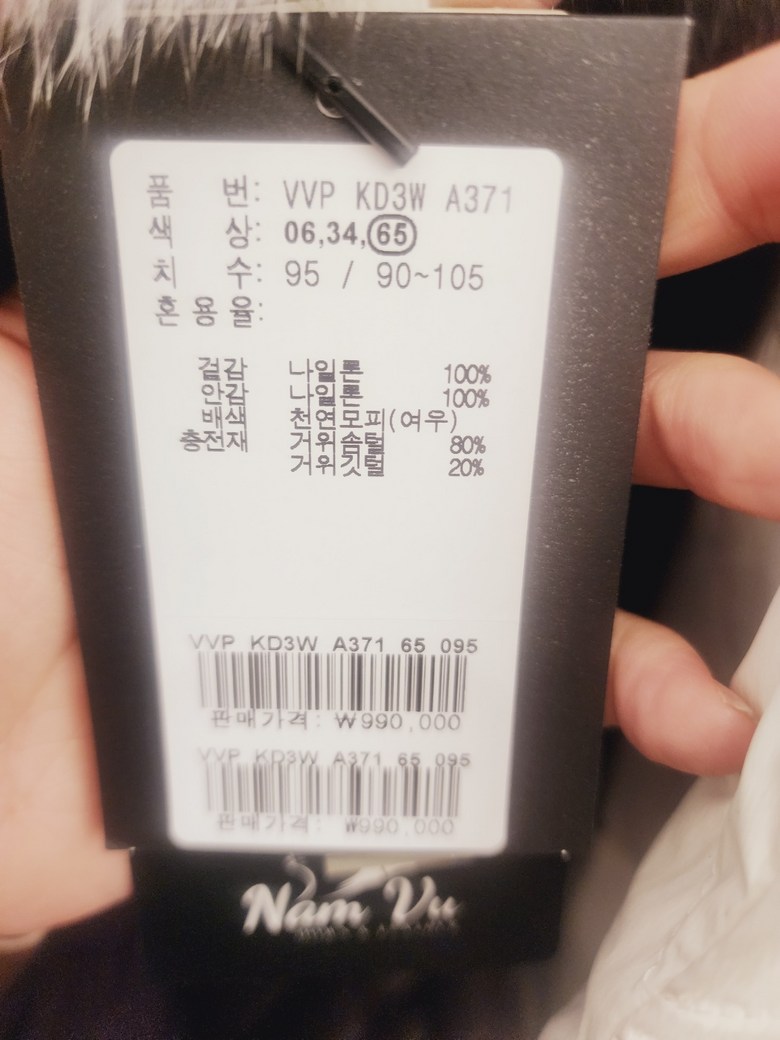 품 번: VVP KD3W A371
색 상: 06,34,65
치 수: 95 / 90~105
혼 용 율:
겉감 나일론 100%
안감 나일론 100%
배색 천연모피(여우)
충전재 거위솜털 80%
거위깃털 20%
VVP KD3W A371 65 095
판매가격: ₩990,000
VVP KD3W A371 65 095
판매가격: ₩990,000
Nam Vu